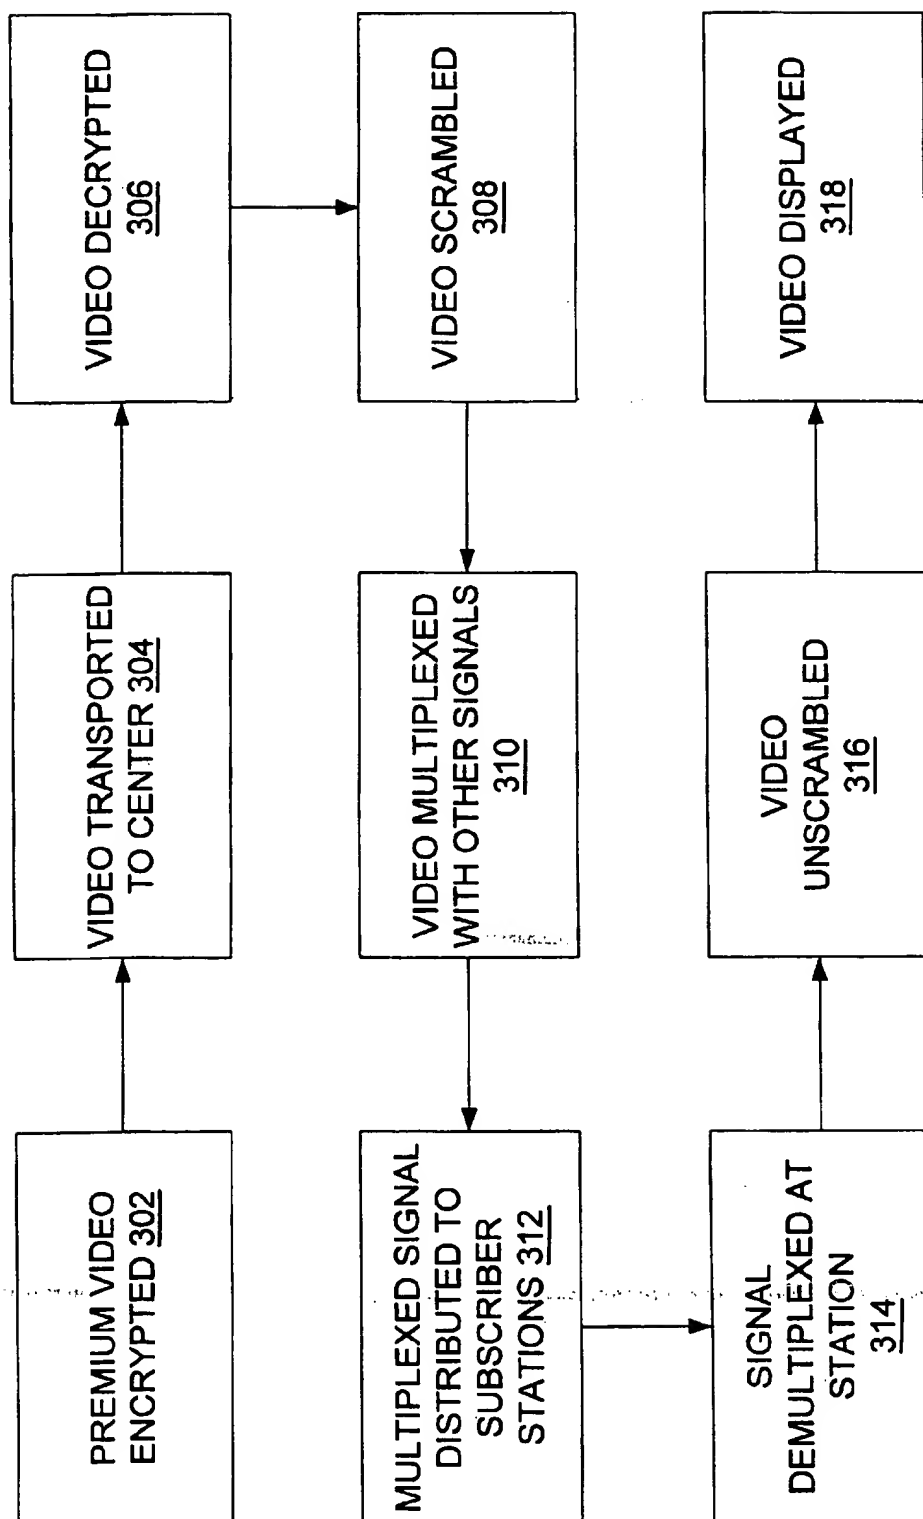 PREMIUM VIDEO
ENCRYPTED 302
VIDEO TRANSPORTED
TO CENTER 304
VIDEO DECRYPTED
306
VIDEO SCRAMBLED
308
VIDEO MULTIPLEXED
WITH OTHER SIGNALS
310
MULTIPLEXED SIGNAL
DISTRIBUTED TO
SUBSCRIBER
STATIONS 312
SIGNAL
DEMULTIPLEXED AT
STATION
314
VIDEO
UNSCRAMBLED
316
VIDEO DISPLAYED
318